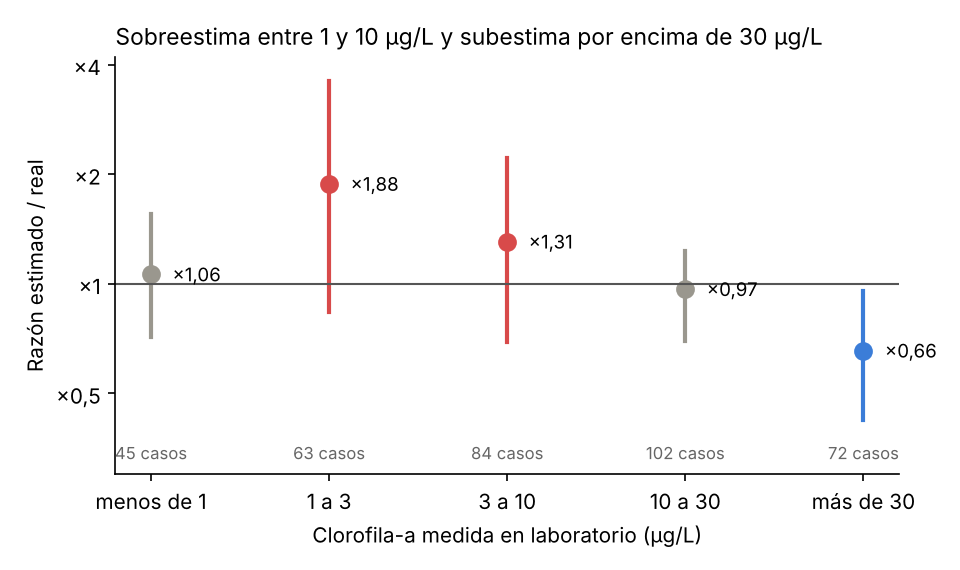 Sobreestima entre 1 y 10 µg/L y subestima por encima de 30 µg/L
Razón estimado / real
×4
×2
×1
×0,5
×1,06
×1,88
×1,31
×0,97
×0,66
45 casos
63 casos
84 casos
102 casos
72 casos
menos de 1
1 a 3
3 a 10
10 a 30
más de 30
Clorofila-a medida en laboratorio (µg/L)